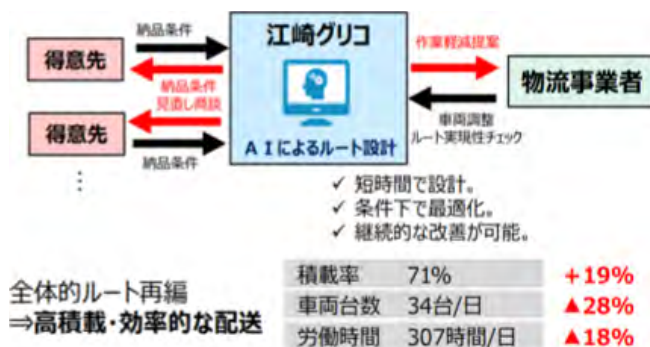 納品条件
得意先
納品条件
見直し商談
得意先
納品条件
⋮
江崎グリコ
AIによるルート設計
作業軽減提案
物流事業者
車両調整
ルート実現性チェック
✓ 短時間で設計。
✓ 条件下で最適化。
✓ 継続的な改善が可能。
全体的ルート再編
⇒高積載・効率的な配送
積載率 71% +19%
車両台数 34台/日 ▲28%
労働時間 307時間/日 ▲18%